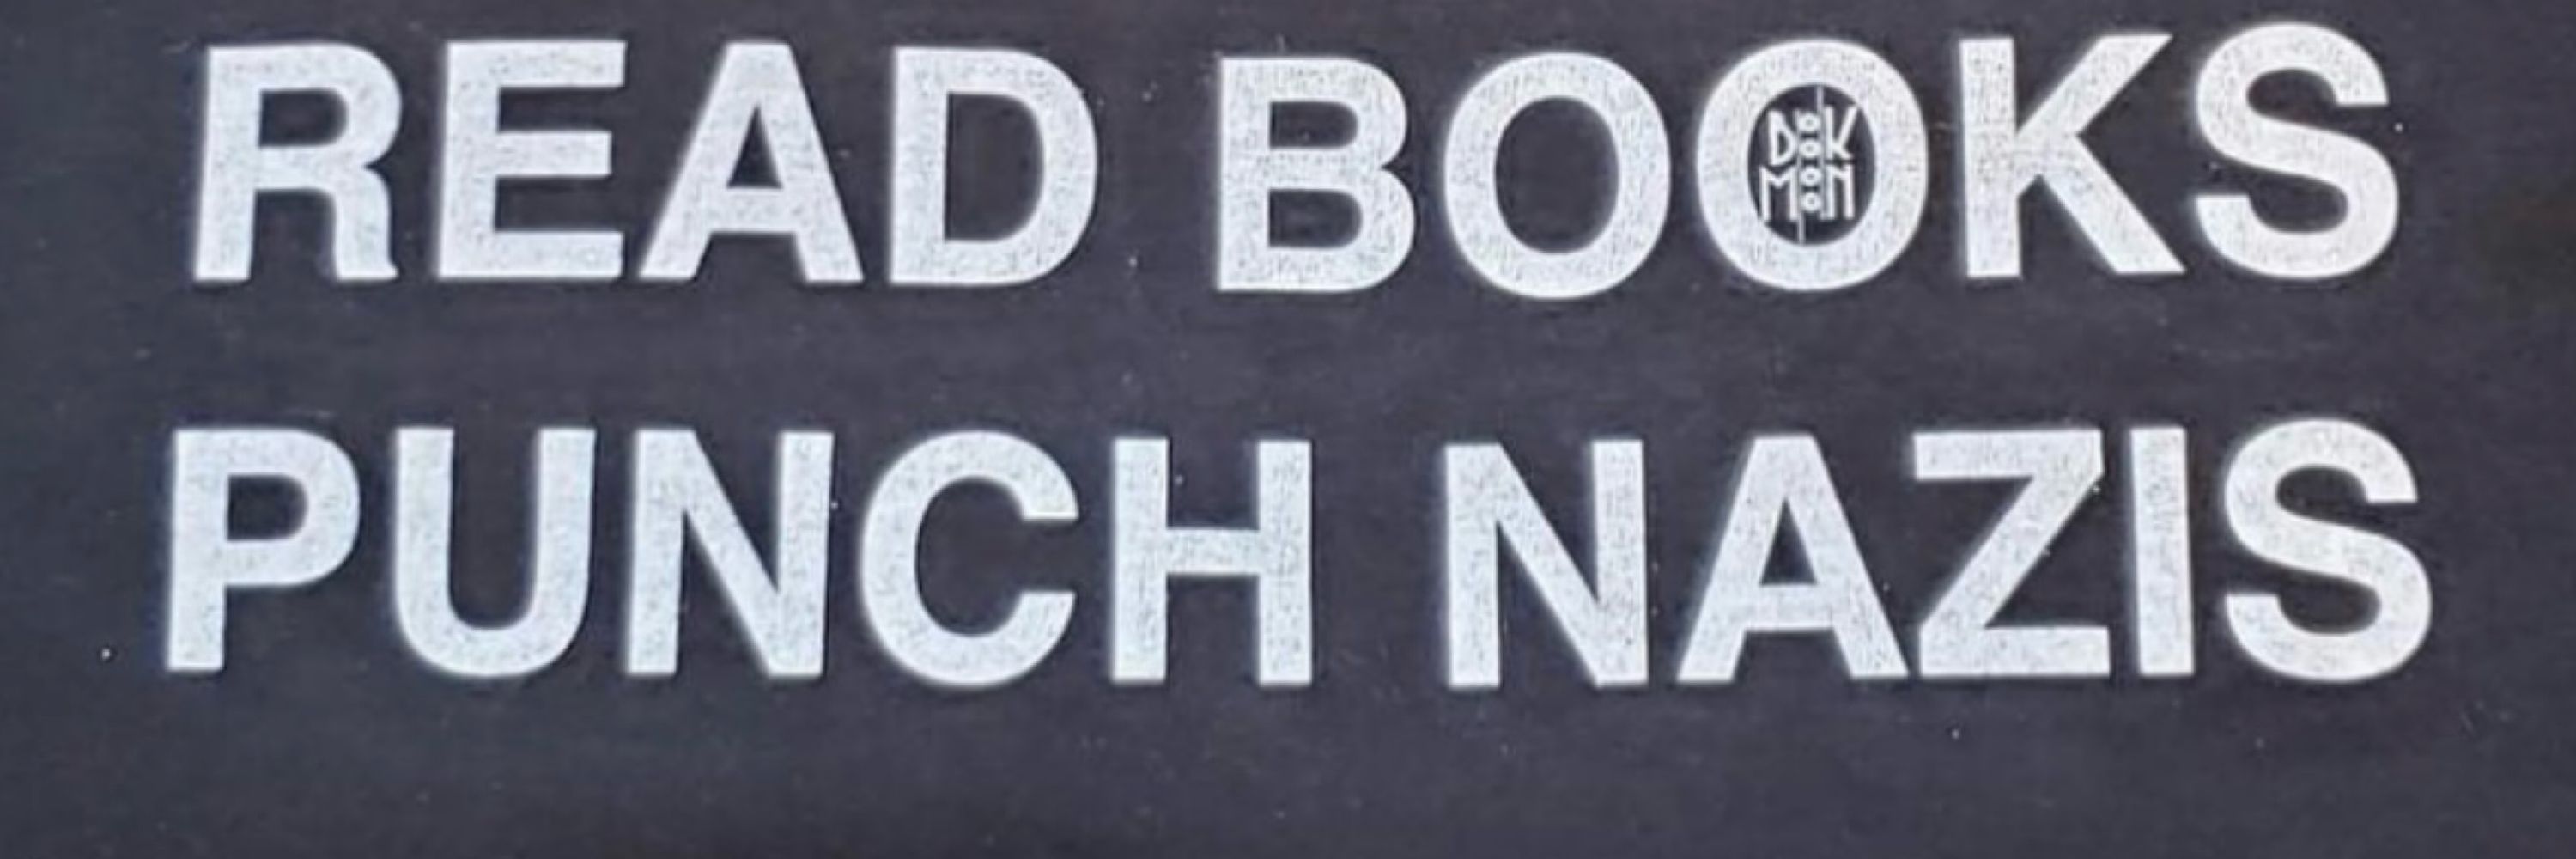 READ BOOKS
PUNCH NAZIS